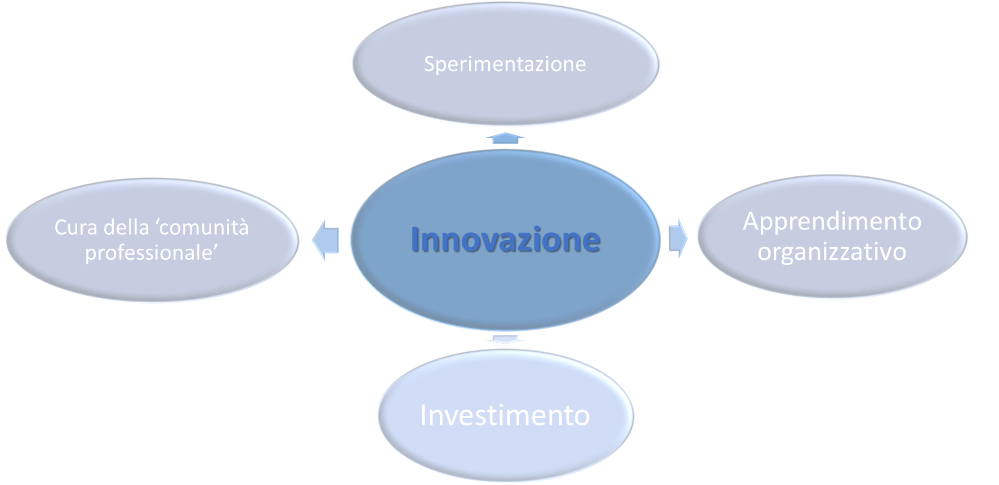 Sperimentazione
Cura della ‘comunità
professionale’
Innovazione
Apprendimento
organizzativo
Investimento